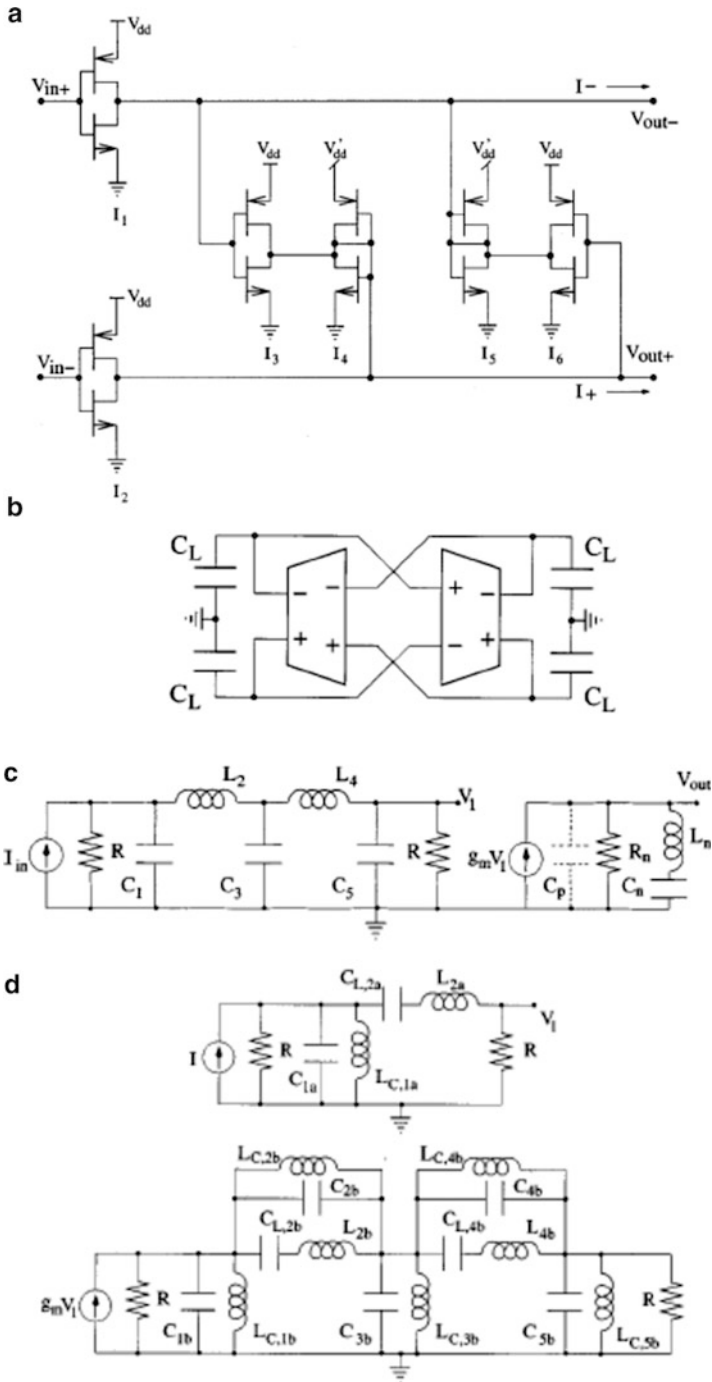 a
Vdd
Vin+
I1
I−
Vout−
Vdd V'dd V'dd Vdd
I3 I4 I5 I6
Vdd
Vin−
I2
Vout+
I+
b
CL CL
− − + −
+ + − +
CL CL
c
L2 L4 V1 Vout
Iin R C1 C3 C5 R gmV1 Cp Rn Cn Ln
d
CL,2a L2a
I R C1a LC,1a R V1
LC,2b LC,4b
C2b C4b
CL,2b L2b CL,4b L4b
gmV1 R C1b LC,1b C3b LC,3b C5b LC,5b R